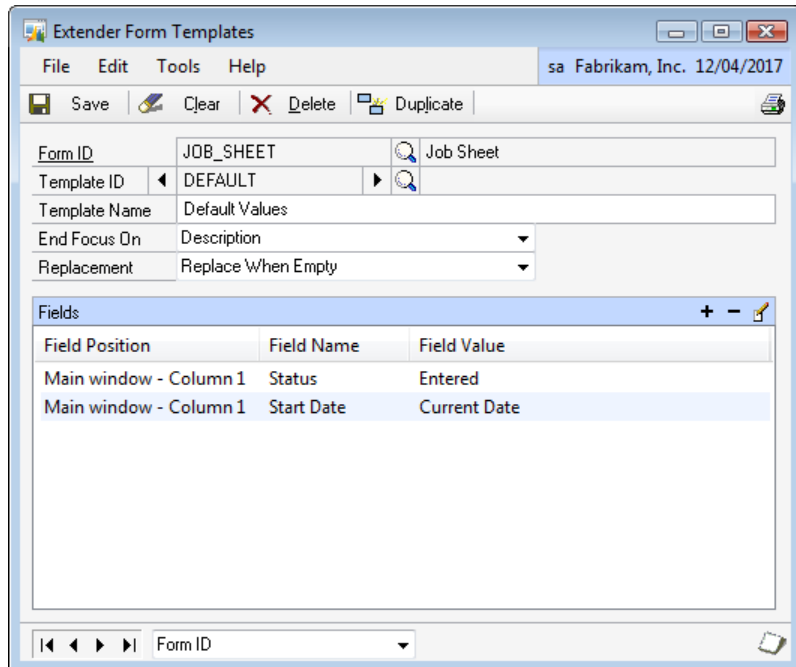 Extender Form Templates
File Edit Tools Help sa Fabrikam, Inc. 12/04/2017
Save Clear Delete Duplicate
Form ID JOB_SHEET Job Sheet
Template ID DEFAULT
Template Name Default Values
End Focus On Description
Replacement Replace When Empty
Fields
Field Position Field Name Field Value
Main window - Column 1 Status Entered
Main window - Column 1 Start Date Current Date
Form ID